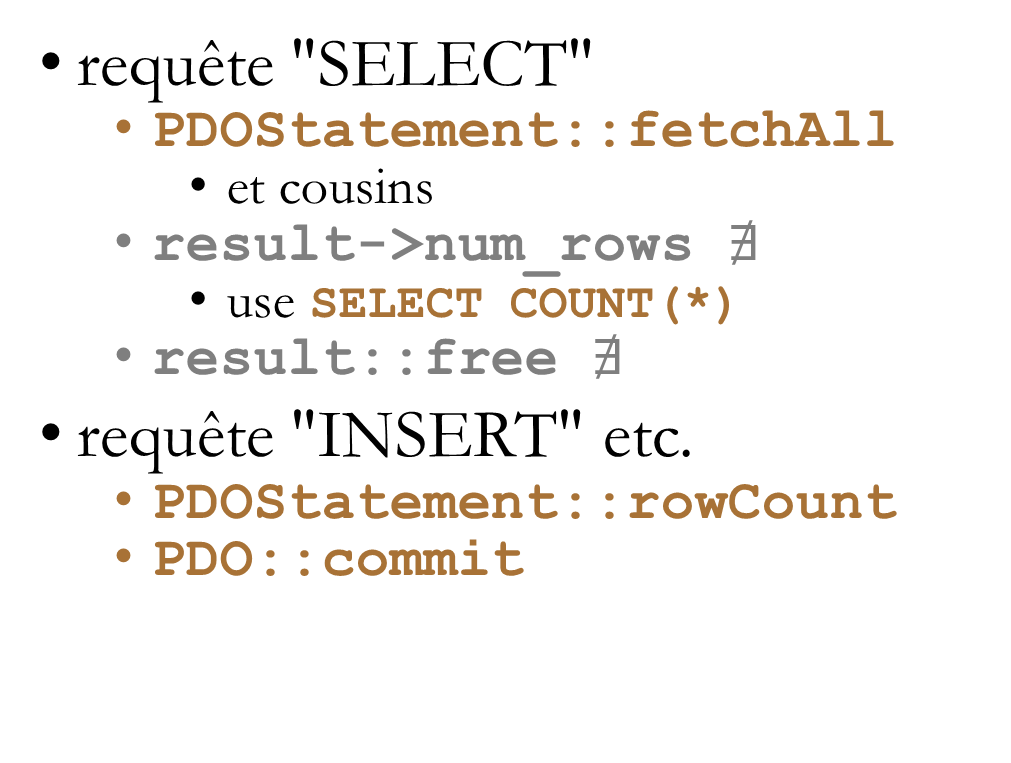 • requête "SELECT"
• PDOStatement::fetchAll
• et cousins
• result->num_rows ∄
• use SELECT COUNT(*)
• result::free ∄
• requête "INSERT" etc.
• PDOStatement::rowCount
• PDO::commit